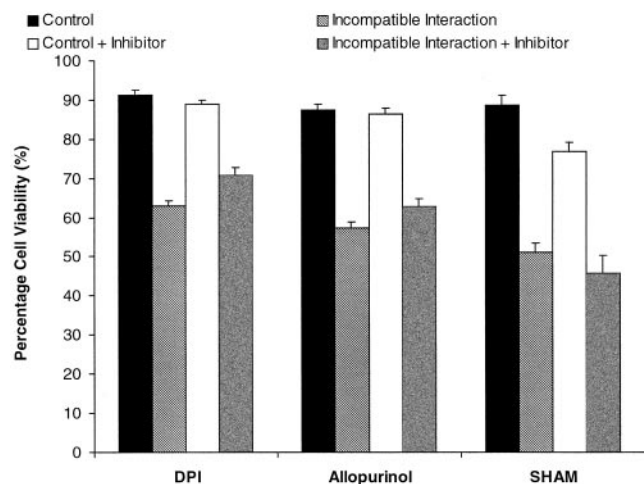 Control
Incompatible Interaction
Control + Inhibitor
Incompatible Interaction + Inhibitor
Percentage Cell Viability (%)
100
90
80
70
60
50
40
30
20
10
0
DPI
Allopurinol
SHAM